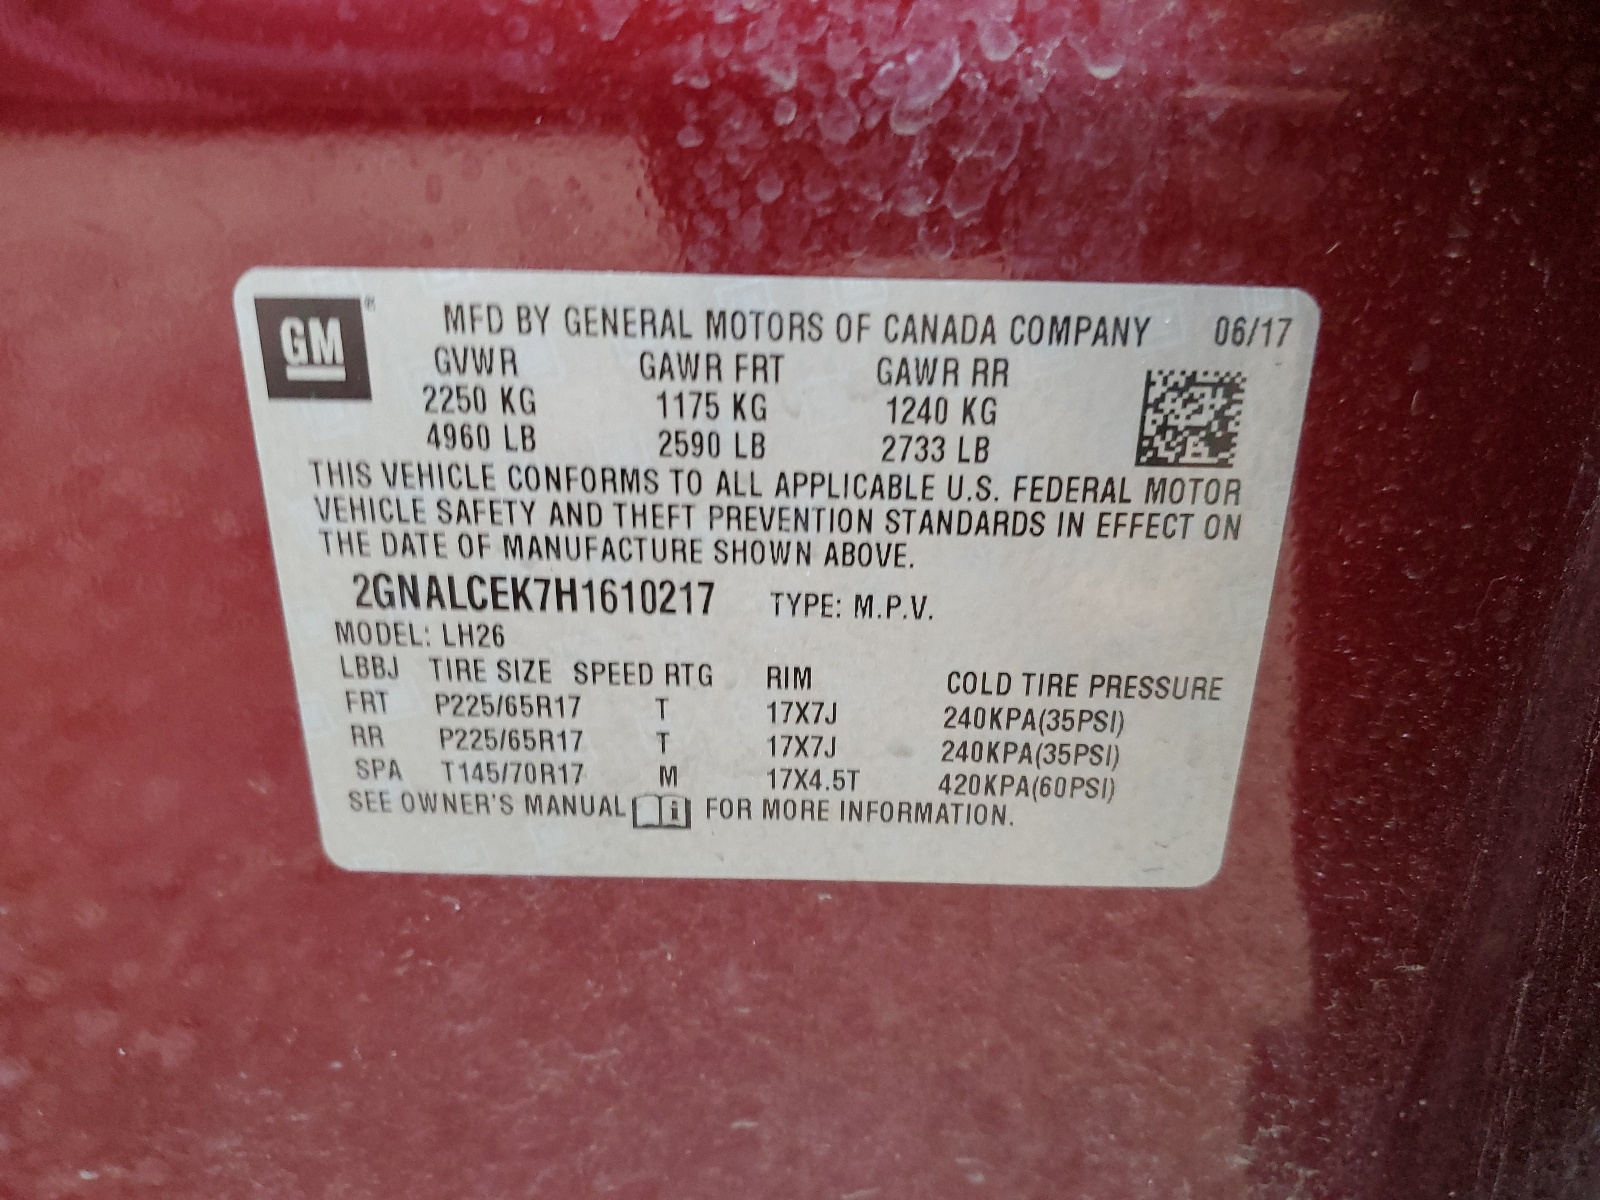 GM ® MFD BY GENERAL MOTORS OF CANADA COMPANY 06/17
GVWR GAWR FRT GAWR RR
2250 KG 1175 KG 1240 KG
4960 LB 2590 LB 2733 LB
THIS VEHICLE CONFORMS TO ALL APPLICABLE U.S. FEDERAL MOTOR
VEHICLE SAFETY AND THEFT PREVENTION STANDARDS IN EFFECT ON
THE DATE OF MANUFACTURE SHOWN ABOVE.
2GNALCEK7H1610217 TYPE: M.P.V.
MODEL: LH26
LBBJ TIRE SIZE SPEED RTG RIM COLD TIRE PRESSURE
FRT P225/65R17 T 17X7J 240KPA(35PSI)
RR P225/65R17 T 17X7J 240KPA(35PSI)
SPA T145/70R17 M 17X4.5T 420KPA(60PSI)
SEE OWNER'S MANUAL i FOR MORE INFORMATION.